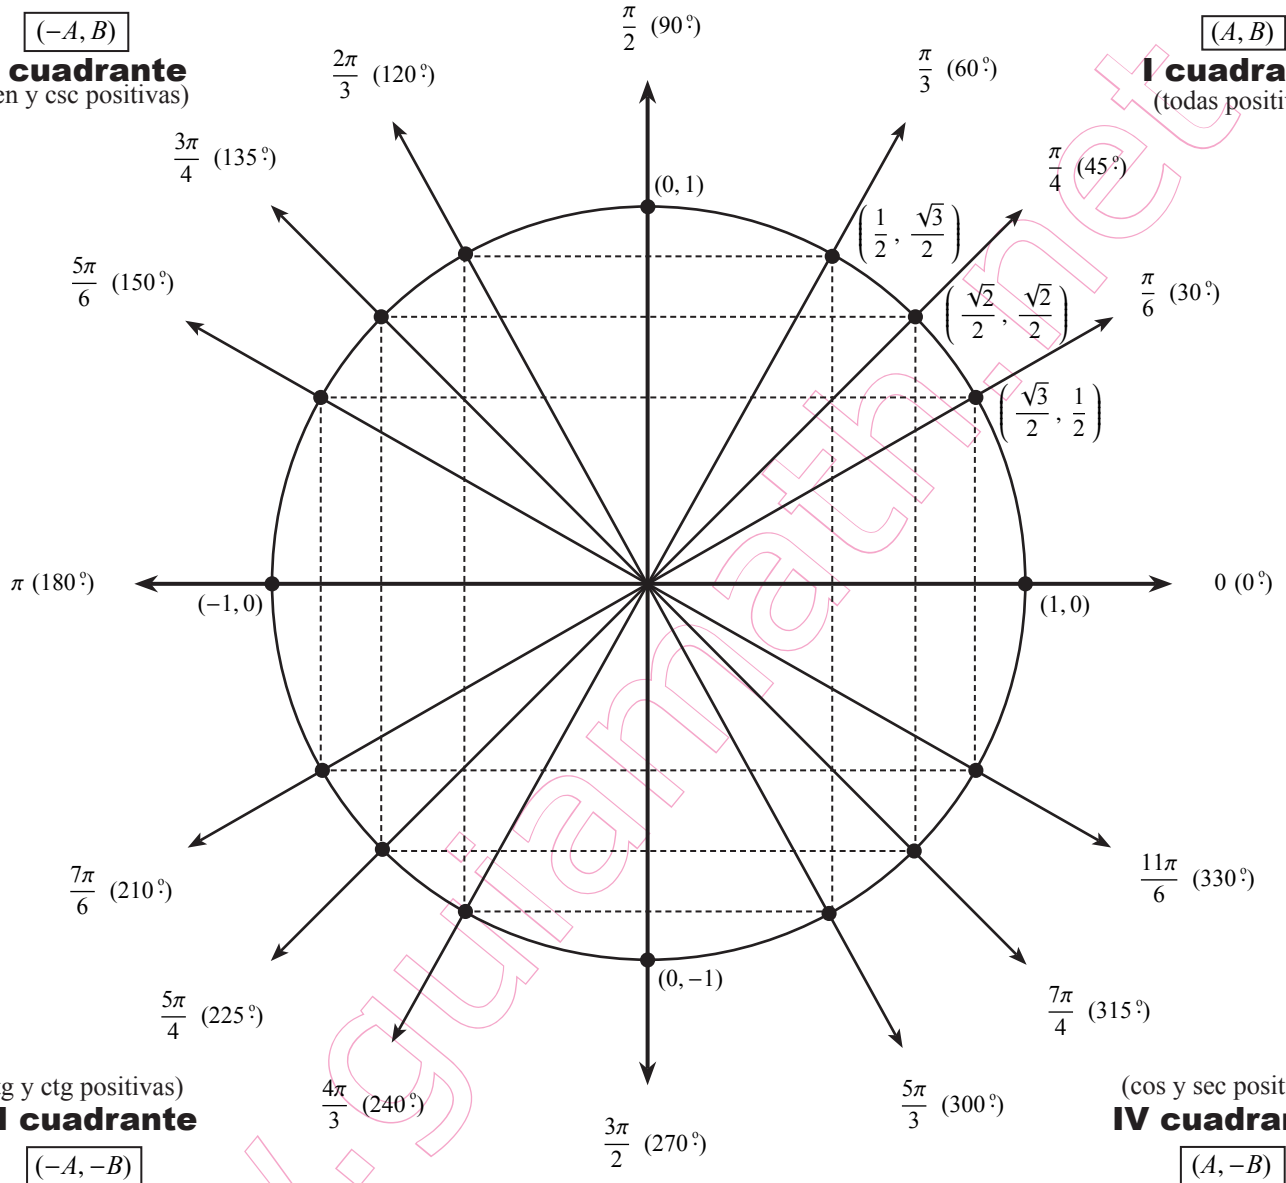 (-A, B)
cuadrante
en y csc positivas)
π/2 (90°)
(A, B)
I cuadra
(todas positi
2π/3 (120°)
π/3 (60°)
3π/4 (135°)
π/4 (45°)
(0, 1)
(1/2, √3/2)
5π/6 (150°)
π/6 (30°)
(√2/2, √2/2)
(√3/2, 1/2)
π (180°)
(-1, 0)
(1, 0)
0 (0°)
7π/6 (210°)
11π/6 (330°)
5π/4 (225°)
(0, -1)
7π/4 (315°)
4π/3 (240°)
3π/2 (270°)
5π/3 (300°)
g y ctg positivas)
I cuadrante
(-A, -B)
(cos y sec posit
IV cuadran
(A, -B)
.guiamath.net